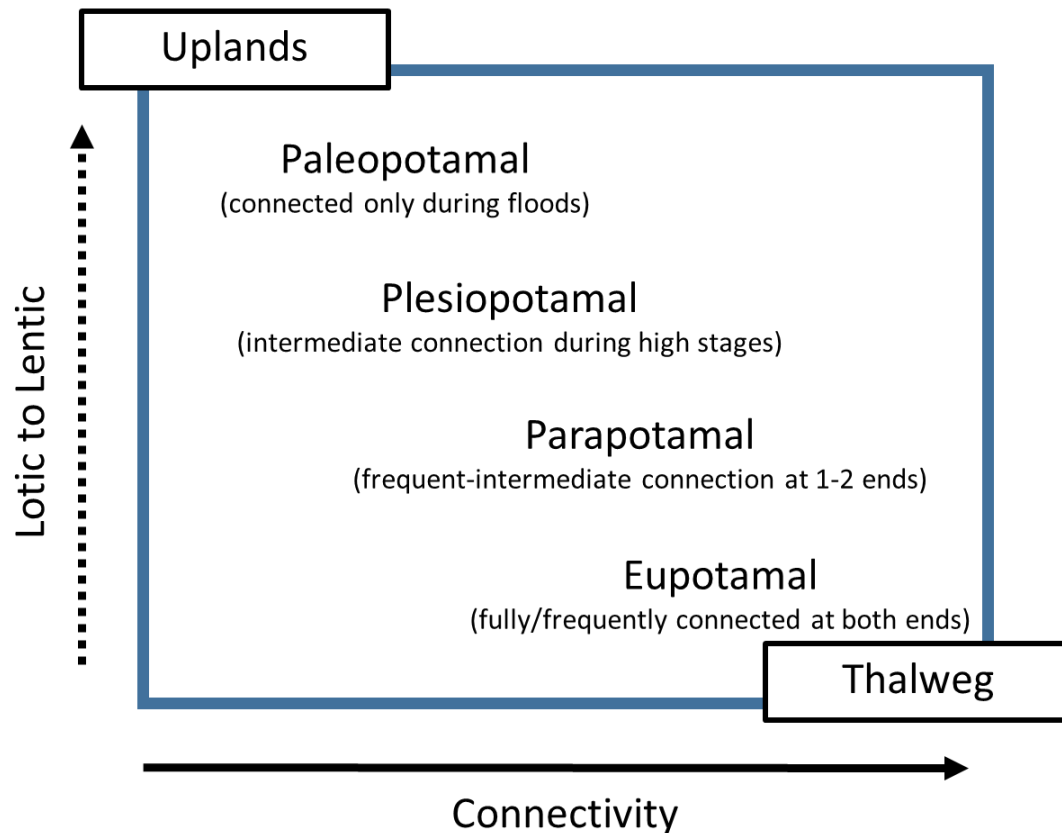 Uplands
Paleopotamal
(connected only during floods)
Plesiopotamal
(intermediate connection during high stages)
Parapotamal
(frequent-intermediate connection at 1-2 ends)
Eupotamal
(fully/frequently connected at both ends)
Thalweg
Lotic to Lentic
Connectivity